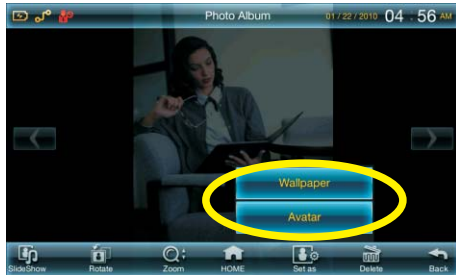 Photo Album 01 / 22 / 2010 04 : 56 AM
Wallpaper
Avatar
SlideShow Rotate Zoom HOME Set as Delete Back